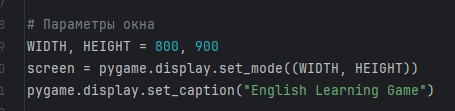 # Параметры окна
WIDTH, HEIGHT = 800, 900
screen = pygame.display.set_mode((WIDTH, HEIGHT))
pygame.display.set_caption("English Learning Game")